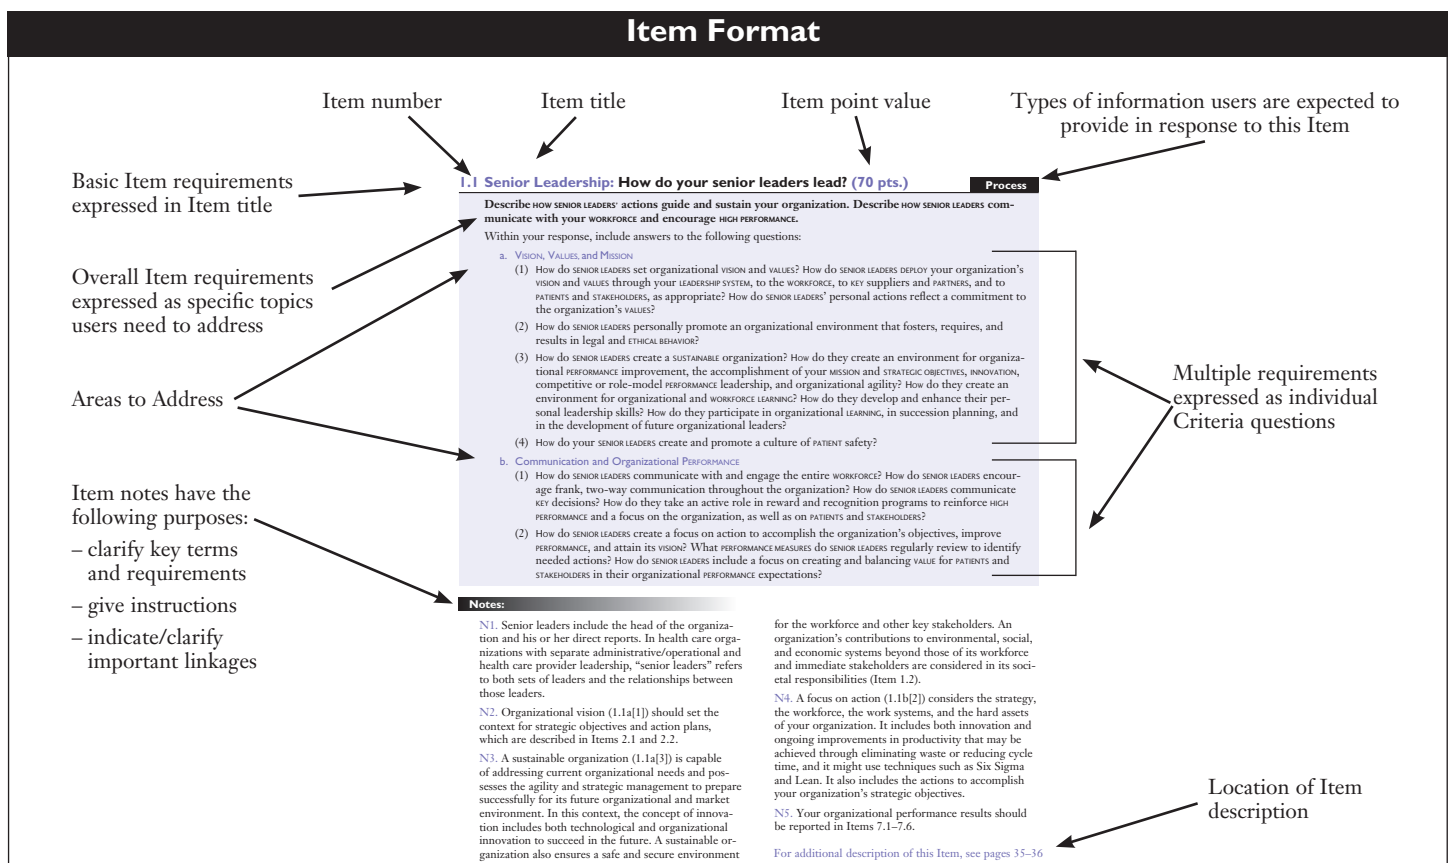 Item Format
Item number
Item title
Item point value
Types of information users are expected to
provide in response to this Item
Basic Item requirements
expressed in Item title
Overall Item requirements
expressed as specific topics
users need to address
Areas to Address
Item notes have the
following purposes:
– clarify key terms
and requirements
– give instructions
– indicate/clarify
important linkages
1.1 Senior Leadership: How do your senior leaders lead? (70 pts.)
Process
Describe HOW SENIOR LEADERS' actions guide and sustain your organization. Describe HOW SENIOR LEADERS com-
municate with your WORKFORCE and encourage HIGH PERFORMANCE.
Within your response, include answers to the following questions:
a. VISION, VALUES, and MISSION
(1) HOW do SENIOR LEADERS set organizational VISION and VALUES? HOW do SENIOR LEADERS DEPLOY your organization's
VISION and VALUES through your LEADERSHIP SYSTEM, to the WORKFORCE, to KEY suppliers and PARTNERS, and to
PATIENTS and STAKEHOLDERS, as appropriate? HOW do SENIOR LEADERS' personal actions reflect a commitment to
the organization's VALUES?
(2) HOW do SENIOR LEADERS personally promote an organizational environment that fosters, requires, and
results in legal and ETHICAL BEHAVIOR?
(3) HOW do SENIOR LEADERS create a SUSTAINABLE organization? HOW do they create an environment for organiza-
tional PERFORMANCE improvement, the accomplishment of your MISSION and STRATEGIC OBJECTIVES, INNOVATION,
competitive or role-model PERFORMANCE leadership, and organizational agility? HOW do they create an
environment for organizational and WORKFORCE LEARNING? HOW do they develop and enhance their per-
sonal leadership skills? HOW do they participate in organizational LEARNING, in succession planning, and
in the development of future organizational leaders?
(4) HOW do your SENIOR LEADERS create and promote a culture of PATIENT safety?
b. Communication and Organizational PERFORMANCE
(1) HOW do SENIOR LEADERS communicate with and engage the entire WORKFORCE? HOW do SENIOR LEADERS encour-
age frank, two-way communication throughout the organization? HOW do SENIOR LEADERS communicate
KEY decisions? HOW do they take an active role in reward and recognition programs to reinforce HIGH
PERFORMANCE and a focus on the organization, as well as on PATIENTS and STAKEHOLDERS?
(2) HOW do SENIOR LEADERS create a focus on action to accomplish the organization's objectives, improve
PERFORMANCE, and attain its VISION? What PERFORMANCE MEASURES do SENIOR LEADERS regularly review to identify
needed actions? HOW do SENIOR LEADERS include a focus on creating and balancing VALUE for PATIENTS and
STAKEHOLDERS in their organizational PERFORMANCE expectations?
Multiple requirements
expressed as individual
Criteria questions
Notes:
N1. Senior leaders include the head of the organiza-
tion and his or her direct reports. In health care orga-
nizations with separate administrative/operational and
health care provider leadership, "senior leaders" refers
to both sets of leaders and the relationships between
those leaders.
N2. Organizational vision (1.1a[1]) should set the
context for strategic objectives and action plans,
which are described in Items 2.1 and 2.2.
N3. A sustainable organization (1.1a[3]) is capable
of addressing current organizational needs and pos-
sesses the agility and strategic management to prepare
successfully for its future organizational and market
environment. In this context, the concept of innova-
tion includes both technological and organizational
innovation to succeed in the future. A sustainable or-
ganization also ensures a safe and secure environment
for the workforce and other key stakeholders. An
organization's contributions to environmental, social,
and economic systems beyond those of its workforce
and immediate stakeholders are considered in its soci-
etal responsibilities (Item 1.2).
N4. A focus on action (1.1b[2]) considers the strategy,
the workforce, the work systems, and the hard assets
of your organization. It includes both innovation and
ongoing improvements in productivity that may be
achieved through eliminating waste or reducing cycle
time, and it might use techniques such as Six Sigma
and Lean. It also includes the actions to accomplish
your organization's strategic objectives.
N5. Your organizational performance results should
be reported in Items 7.1–7.6.
For additional description of this Item, see pages 35–36
Location of Item
description